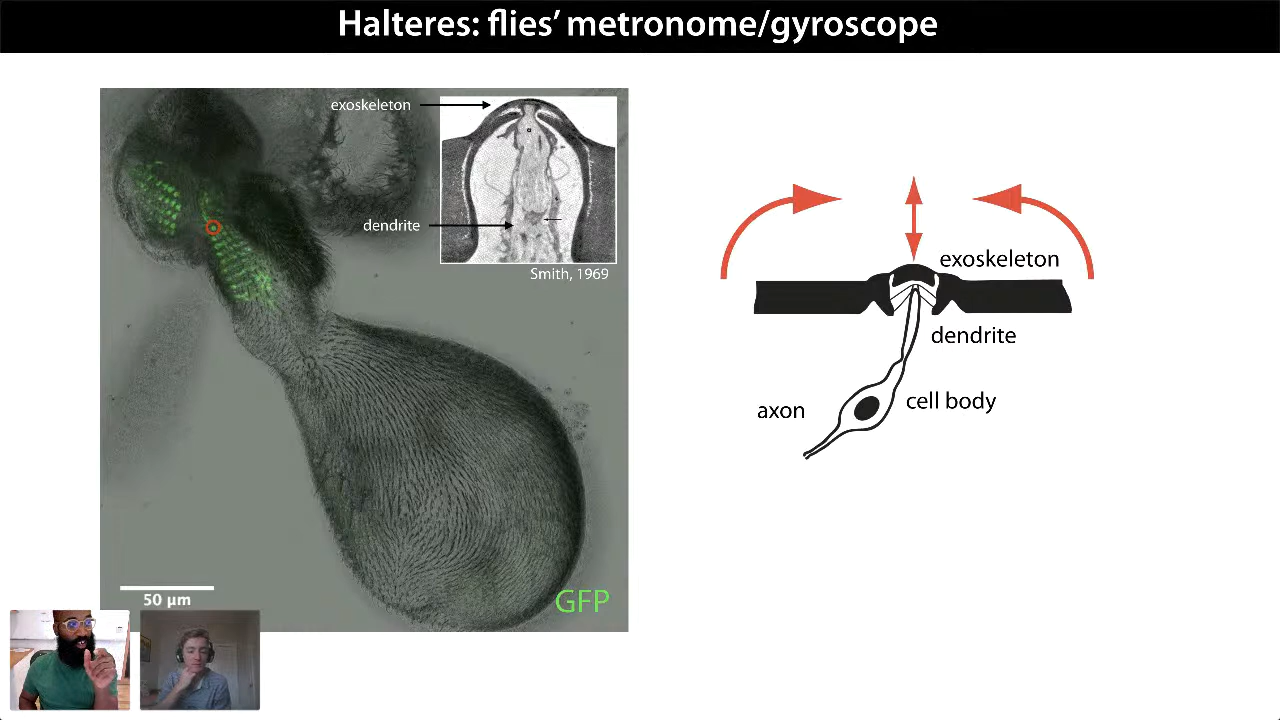 Halteres: flies’ metronome/gyroscope
exoskeleton
dendrite
Smith, 1969
50 µm
GFP
exoskeleton
dendrite
cell body
axon